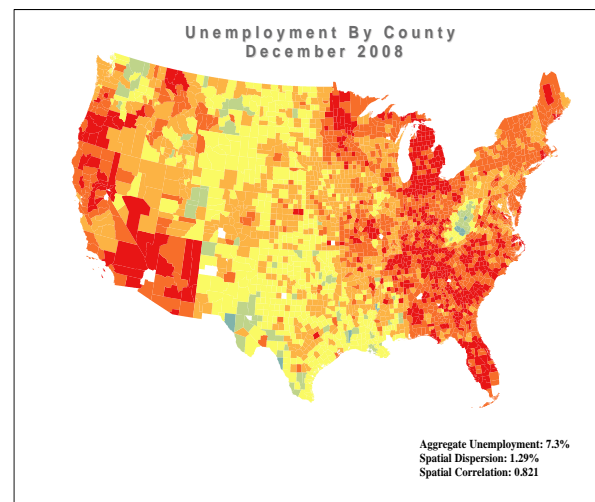 Unemployment By County
December 2008
Aggregate Unemployment: 7.3%
Spatial Dispersion: 1.29%
Spatial Correlation: 0.821